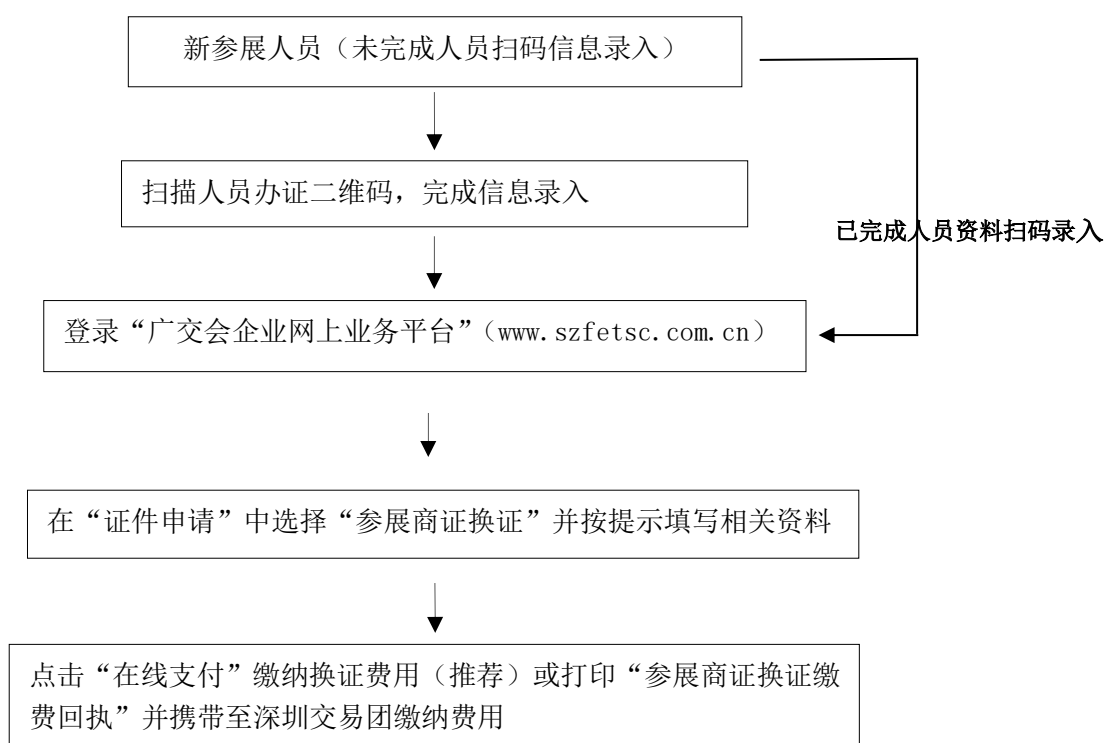 新参展人员（未完成人员扫码信息录入）
扫描人员办证二维码，完成信息录入
已完成人员资料扫码录入
登录“广交会企业网上业务平台”（www.szfetsc.com.cn）
在“证件申请”中选择“参展商证换证”并按提示填写相关资料
点击“在线支付”缴纳换证费用（推荐）或打印“参展商证换证缴
费回执”并携带至深圳交易团缴纳费用